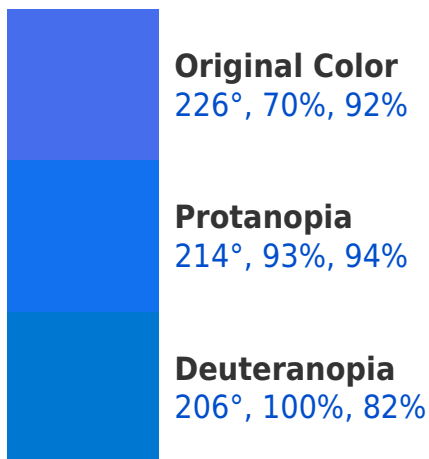 Original Color
226°, 70%, 92%
Protanopia
214°, 93%, 94%
Deuteranopia
206°, 100%, 82%